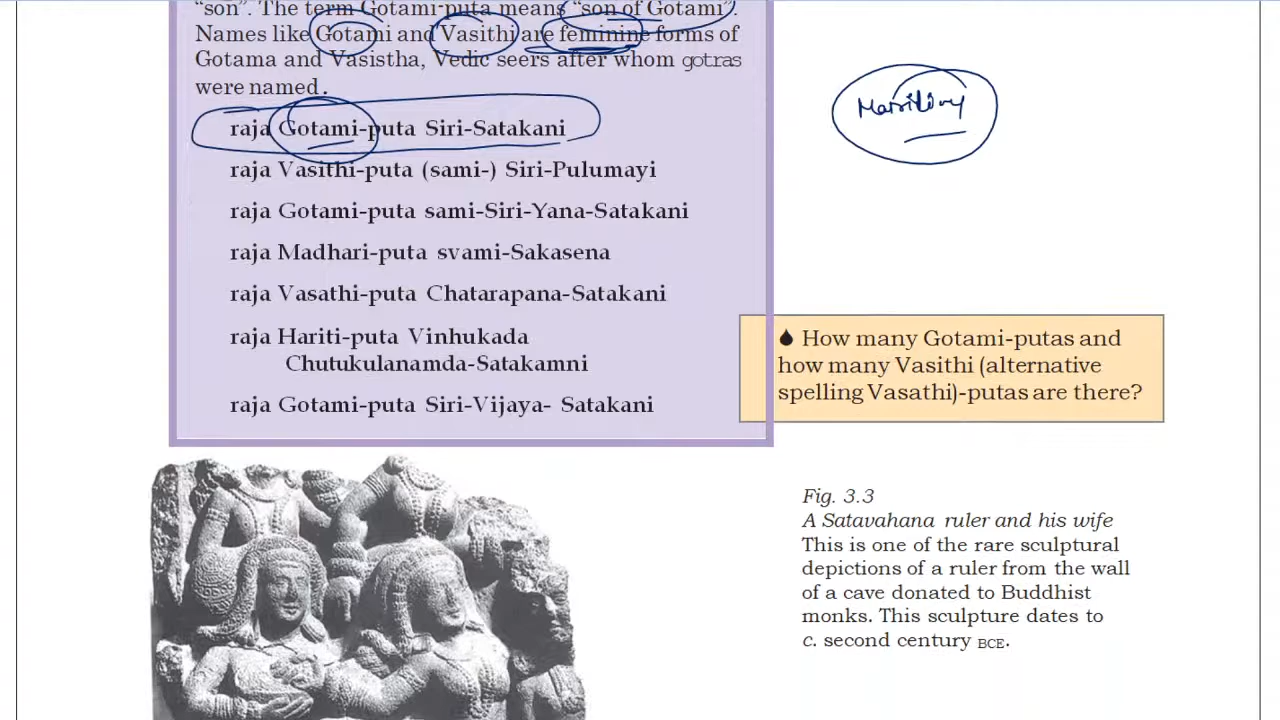 "son". The term Gotami-puta means "son of Gotami".
Names like Gotami and Vasithi are feminine forms of
Gotama and Vasistha, Vedic seers after whom gotras
were named.
raja Gotami-puta Siri-Satakani
raja Vasithi-puta (sami-) Siri-Pulumayi
raja Gotami-puta sami-Siri-Yana-Satakani
raja Madhari-puta svami-Sakasena
raja Vasathi-puta Chatarapana-Satakani
raja Hariti-puta Vinhukada
Chutukulanamda-Satakamni
raja Gotami-puta Siri-Vijaya- Satakani
How many Gotami-putas and
how many Vasithi (alternative
spelling Vasathi)-putas are there?
Fig. 3.3
A Satavahana ruler and his wife
This is one of the rare sculptural
depictions of a ruler from the wall
of a cave donated to Buddhist
monks. This sculpture dates to
c. second century BCE.